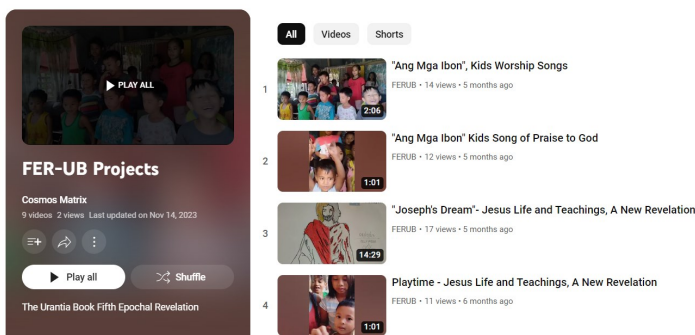 PLAY ALL
FER-UB Projects
Cosmos Matrix
9 videos 2 views Last updated on Nov 14, 2023
Play all
Shuffle
The Urantia Book Fifth Epochal Revelation
All
Videos
Shorts
1
"Ang Mga Ibon", Kids Worship Songs
FERUB • 14 views • 5 months ago
2:06
2
"Ang Mga Ibon" Kids Song of Praise to God
FERUB • 12 views • 5 months ago
1:01
3
"Joseph's Dream"- Jesus Life and Teachings, A New Revelation
FERUB • 17 views • 5 months ago
14:29
4
Playtime - Jesus Life and Teachings, A New Revelation
FERUB • 11 views • 6 months ago
1:01